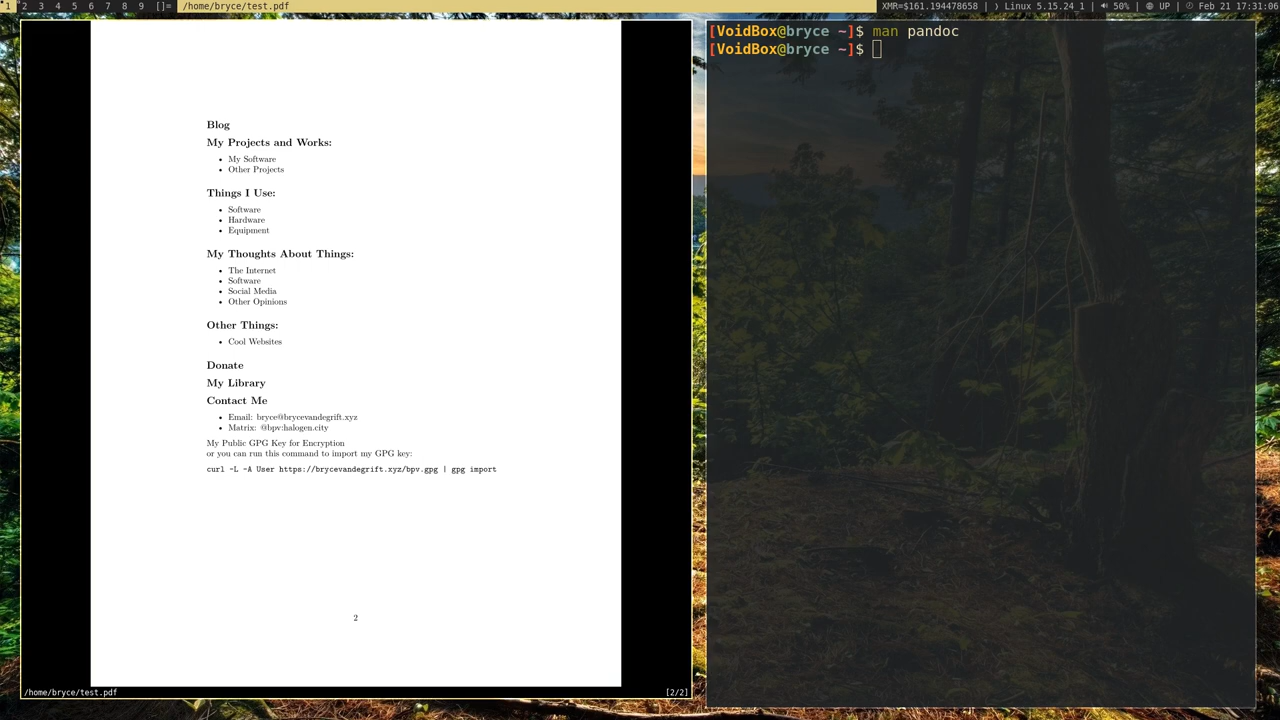 1 2 3 4 5 6 7 8 9 []= /home/bryce/test.pdf XMR=$161.194478658 | Linux 5.15.24_1 | 50% | UP | Feb 21 17:31:06
Blog
My Projects and Works:
• My Software
• Other Projects
Things I Use:
• Software
• Hardware
• Equipment
My Thoughts About Things:
• The Internet
• Software
• Social Media
• Other Opinions
Other Things:
• Cool Websites
Donate
My Library
Contact Me
• Email: bryce@brycevandegrift.xyz
• Matrix: @bpv:halogen.city
My Public GPG Key for Encryption
or you can run this command to import my GPG key:
curl -L -A User https://brycevandegrift.xyz/bpv.gpg | gpg import
2
/home/bryce/test.pdf [2/2]
[VoidBox@bryce ~]$ man pandoc
[VoidBox@bryce ~]$